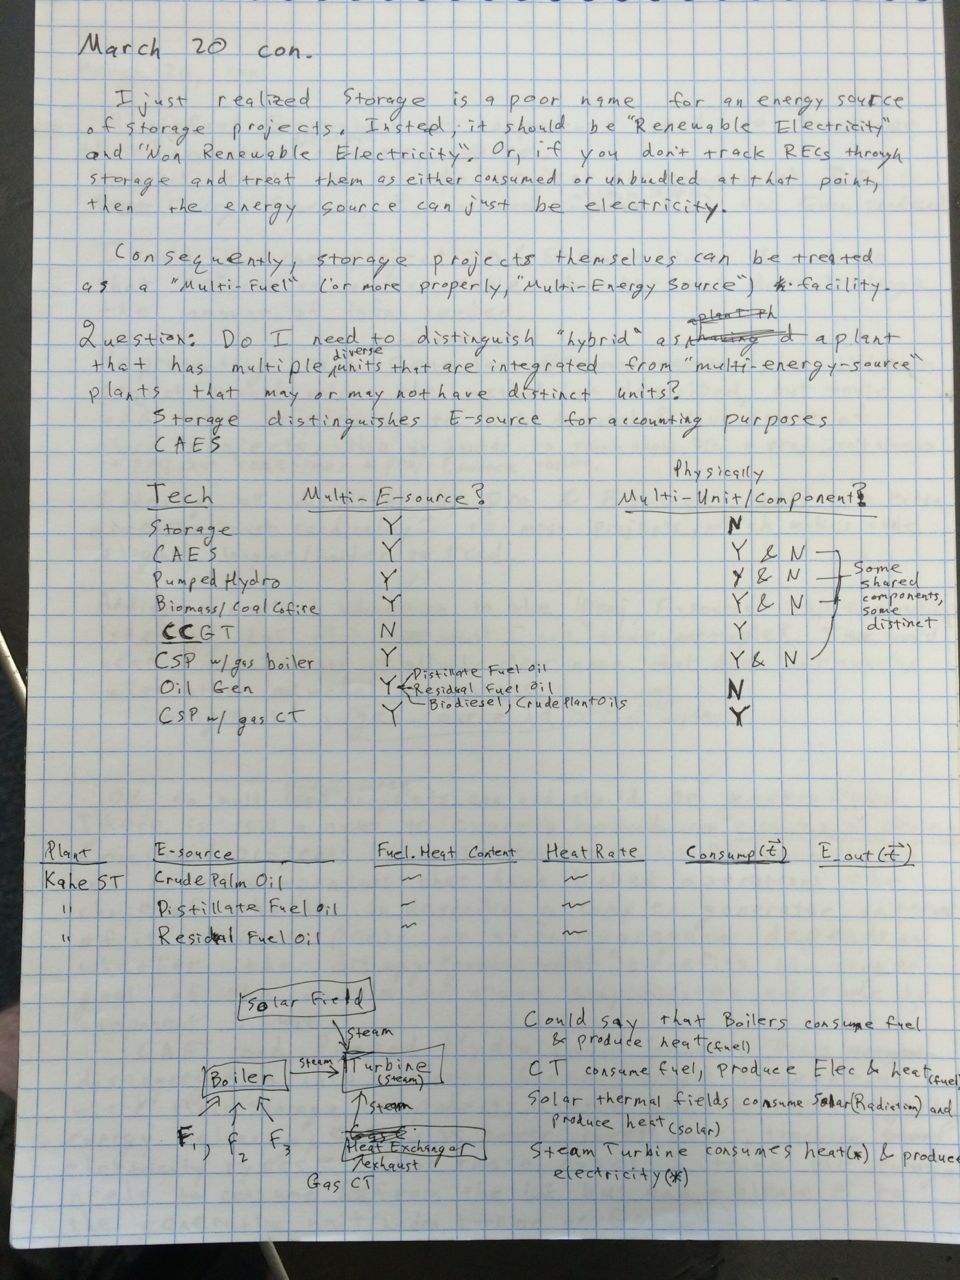 March 20 con.
I just realized Storage is a poor name for an energy source
of storage projects. Insted, it should be "Renewable Electricity"
and "Non Renewable Electricity". Or, if you don't track RECs through
storage and treat them as either consumed or unbundled at that point,
then the energy source can just be electricity.
Consequently, storage projects themselves can be treated
as a "Multi-Fuel" (or more properly, "Multi-Energy Source") facility.
Question: Do I need to distinguish "hybrid" as a plant
that has multiple diverse units that are integrated from "multi-energy-source"
plants that may or may not have distinct units?
Storage distinguishes E-source for accounting purposes
CAES
Tech Multi-E-source? Physically Multi-Unit/Component?
Storage Y N
CAES Y Y & N
Pumped Hydro Y Y & N
Biomass/Coal Cofire Y Y & N
CCGT N Y
CSP w/ gas boiler Y Y & N
Some
shared
components,
some
distinct
Oil Gen Y Distillate Fuel Oil N
Residual Fuel Oil
Biodiesel, Crude Plant Oils
CSP w/ gas CT Y Y
Plant E-source Fuel.Heat Content Heat Rate Consump(t) E_out(t)
Kahe ST Crude Palm Oil ~ ~
" Distillate Fuel Oil ~ ~
" Residual Fuel Oil ~ ~
Solar Field
Steam
Boiler steam Turbine
(steam)
Steam
F1, F2 F3
Heat Exchanger
exhaust
Gas CT
Could say that Boilers consume fuel
& produce heat(fuel)
CT consume fuel, produce Elec & heat(fuel)
Solar thermal fields consume Solar(Radiation) and
produce heat(solar)
Steam Turbine consumes heat(*) & produce
electricity(*)